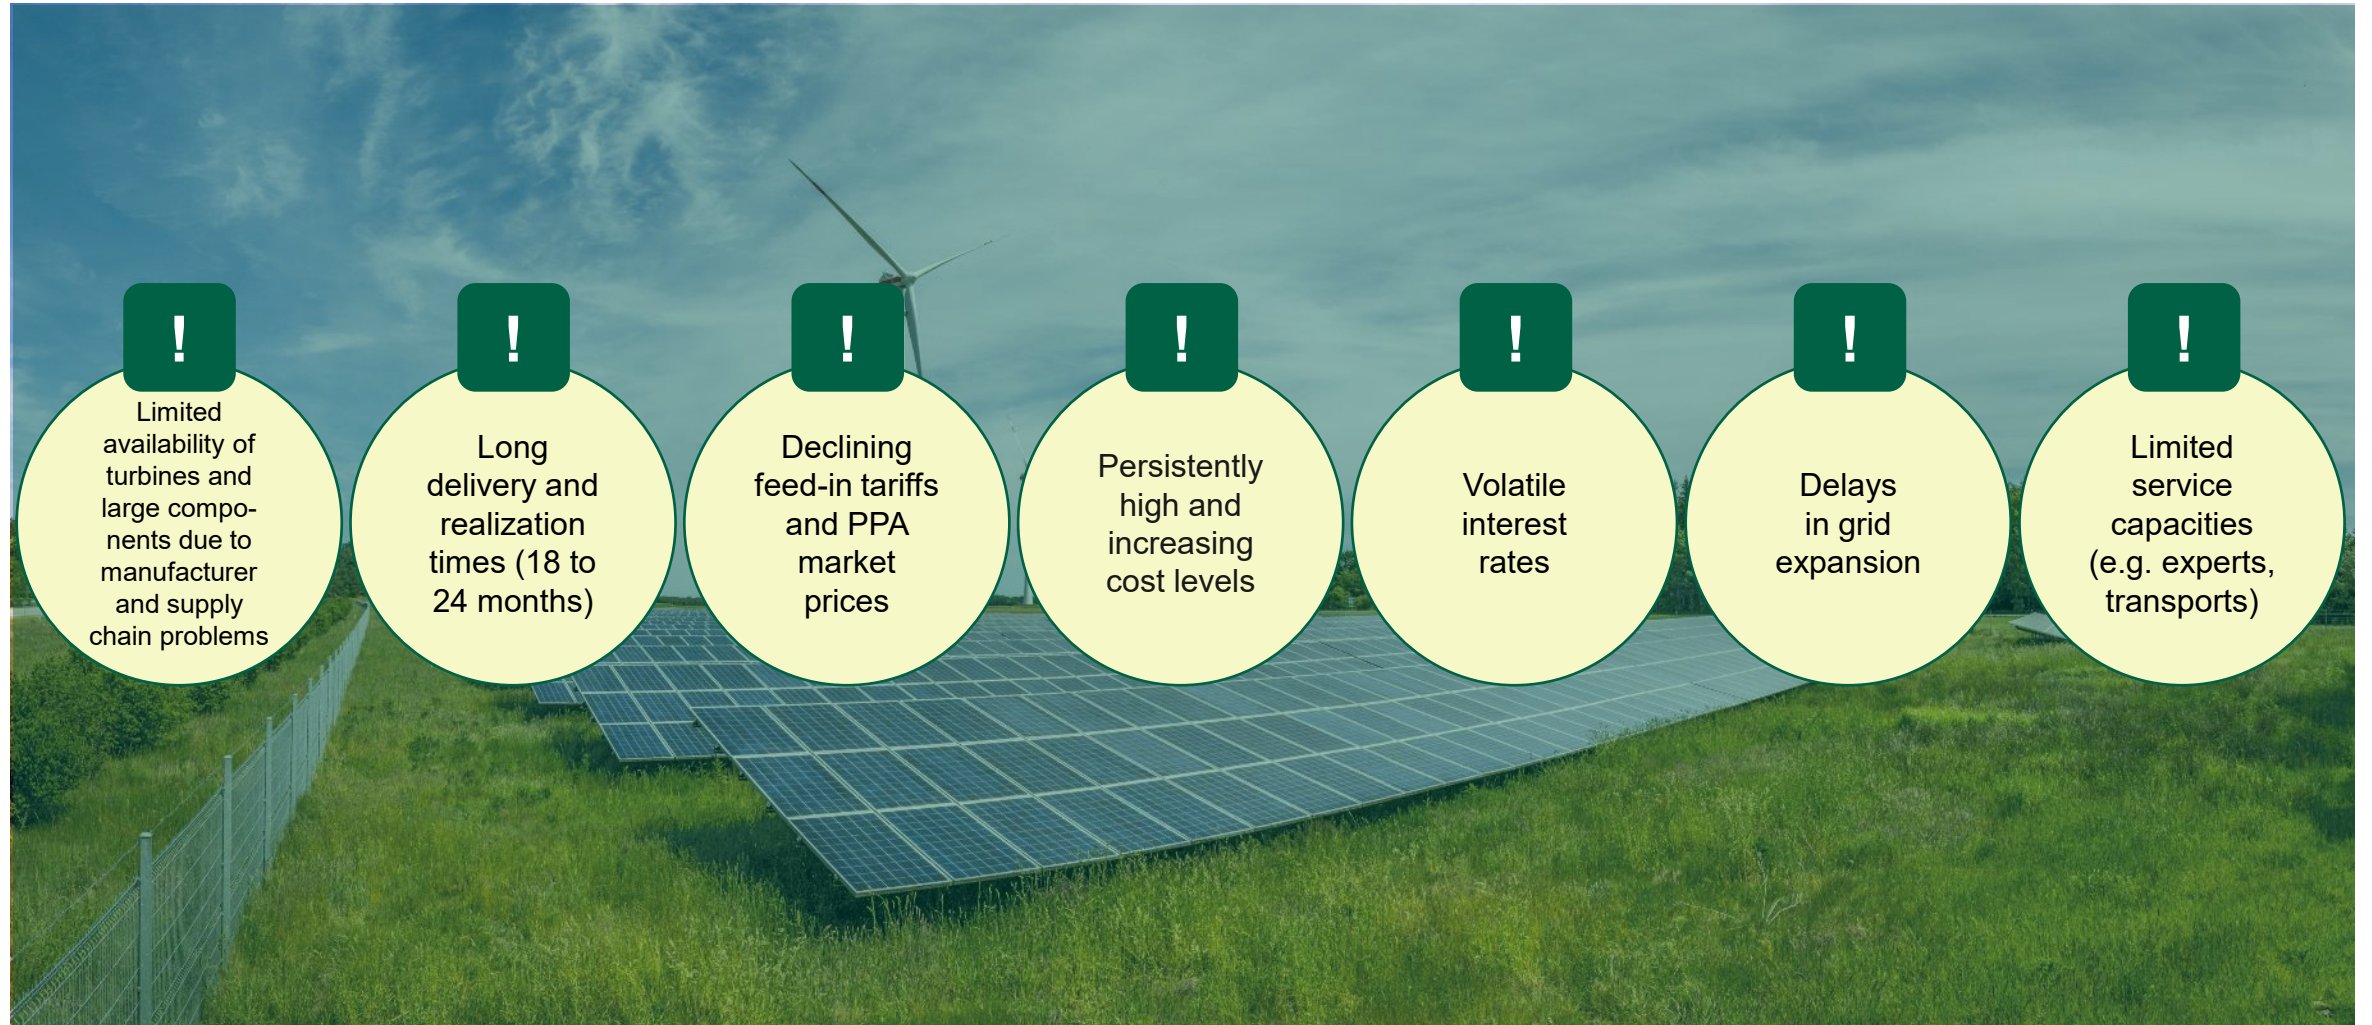 !
Limited
availability of
turbines and
large compo-
nents due to
manufacturer
and supply
chain problems
!
Long
delivery and
realization
times (18 to
24 months)
!
Declining
feed-in tariffs
and PPA
market
prices
!
Persistently
high and
increasing
cost levels
!
Volatile
interest
rates
!
Delays
in grid
expansion
!
Limited
service
capacities
(e.g. experts,
transports)